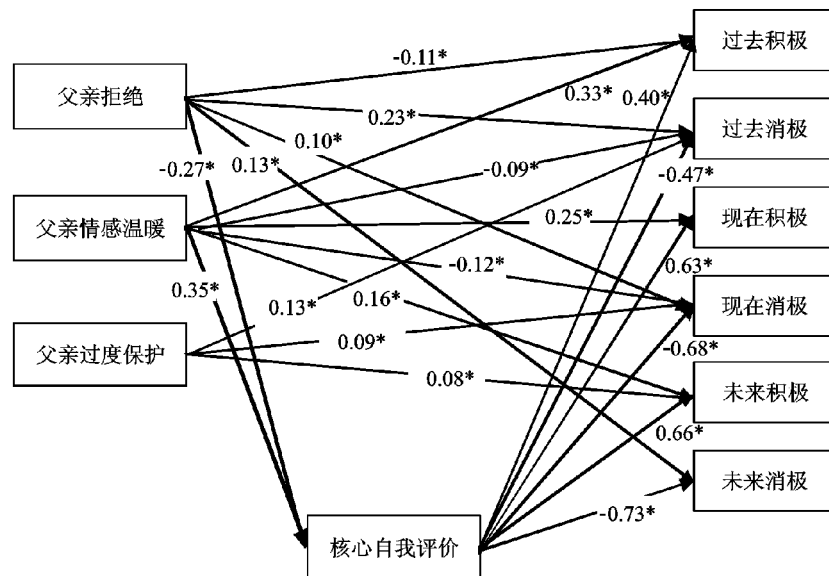 过去积极
-0.11*
父亲拒绝
0.33*
0.40*
0.23*
过去消极
0.10*
-0.27*
0.13*
-0.09*
-0.47*
父亲情感温暖
0.25*
现在积极
-0.12*
0.63*
0.35*
0.16*
0.13*
现在消极
父亲过度保护
0.09*
-0.68*
0.08*
未来积极
0.66*
未来消极
-0.73*
核心自我评价